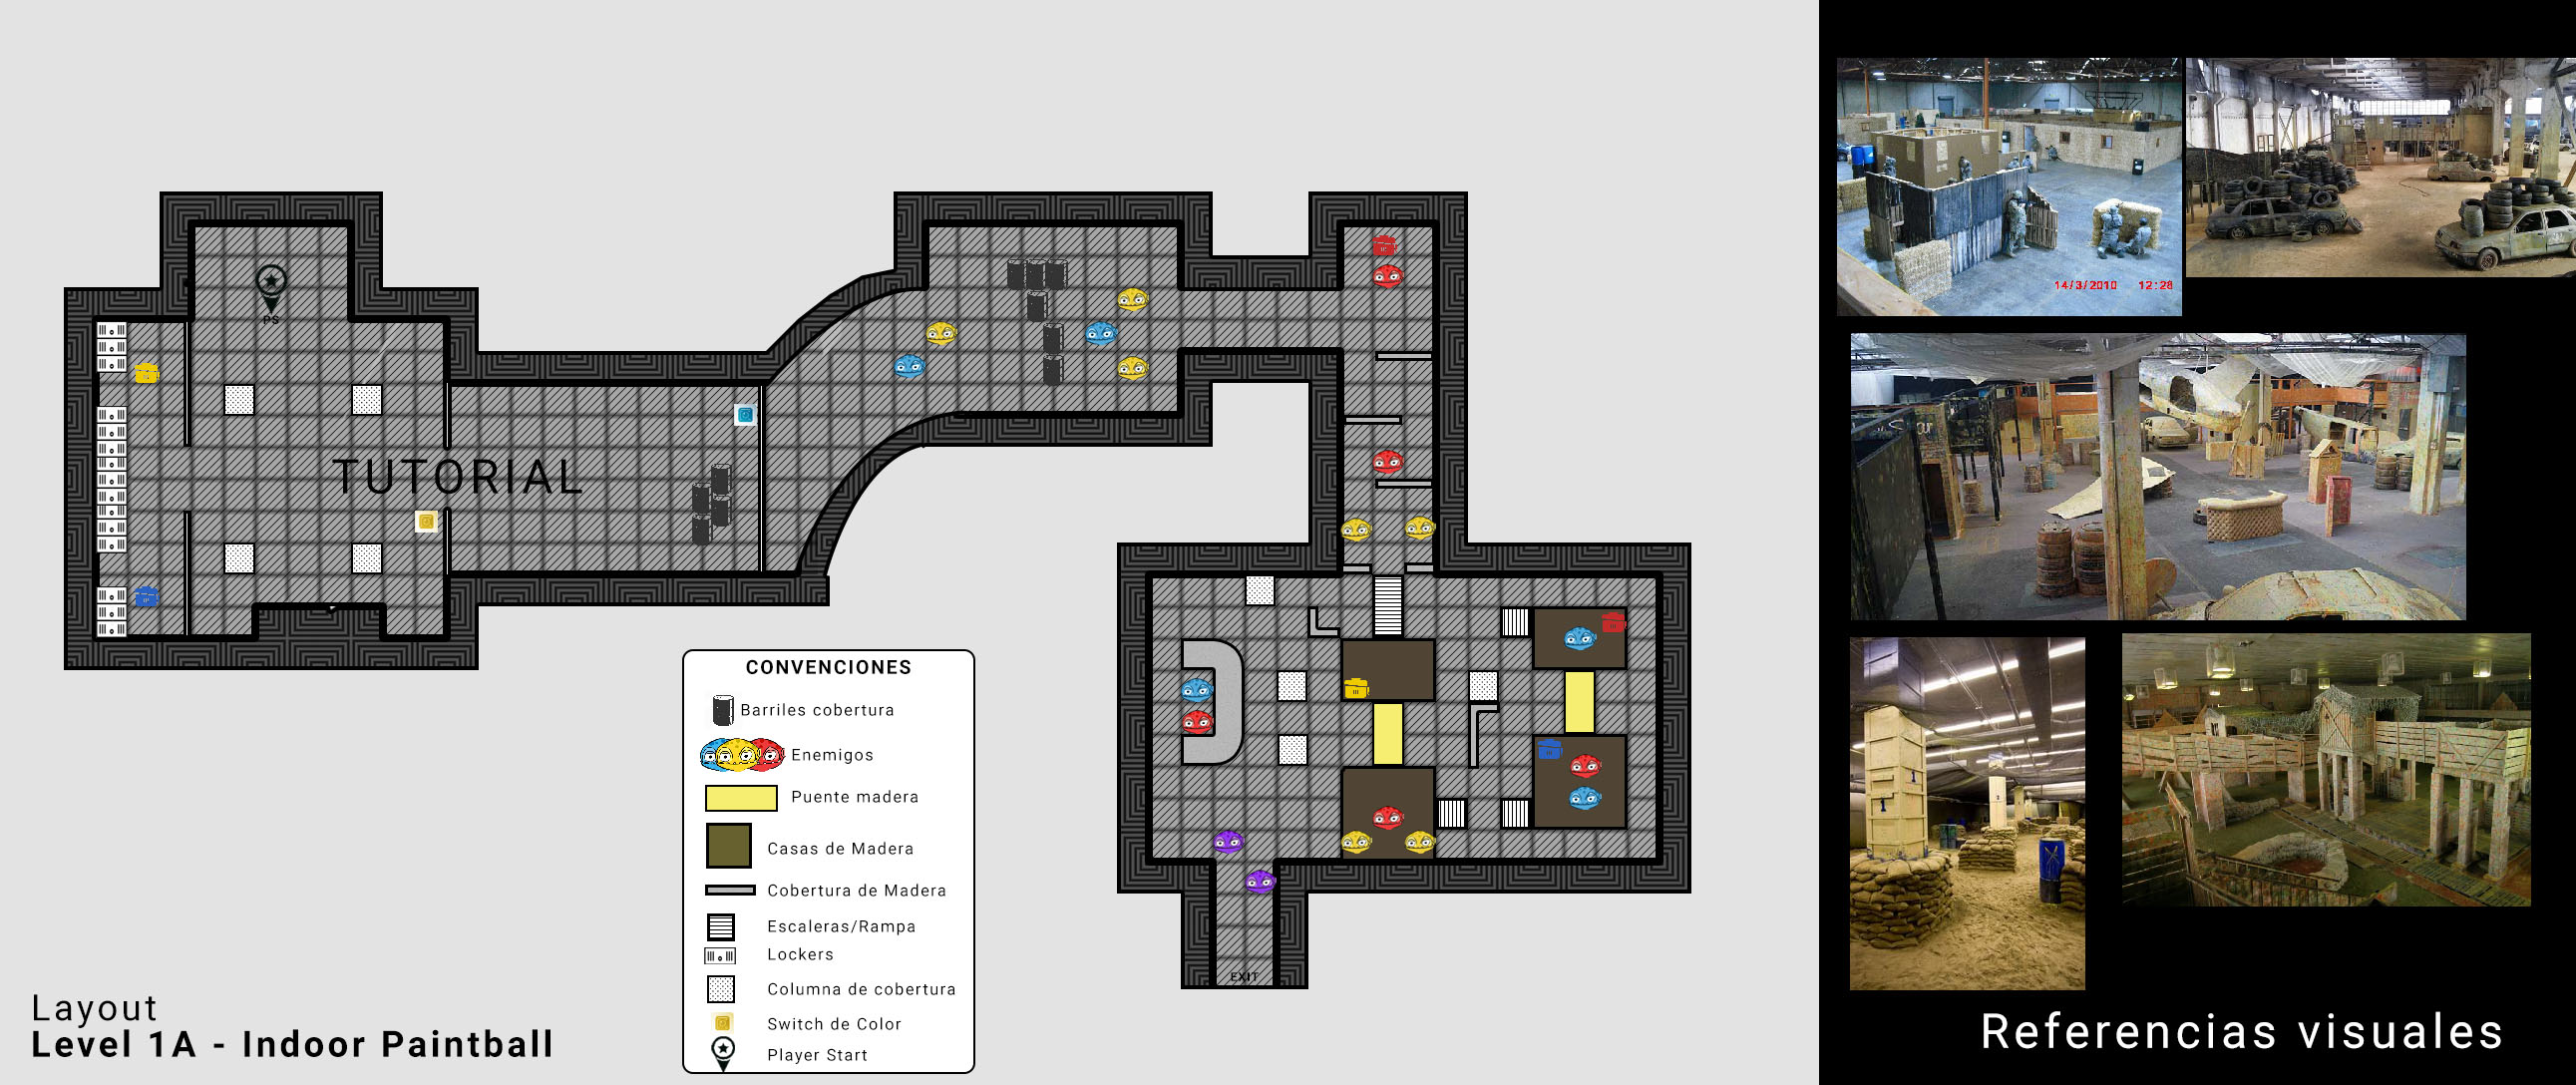 PS
TUTORIAL
EXIT
CONVENCIONES
Barriles cobertura
Enemigos
Puente madera
Casas de Madera
Cobertura de Madera
Escaleras/Rampa
Lockers
Columna de cobertura
Switch de Color
Player Start
Layout
Level 1A - Indoor Paintball
14/3/2010 12:28
1
1
Referencias visuales